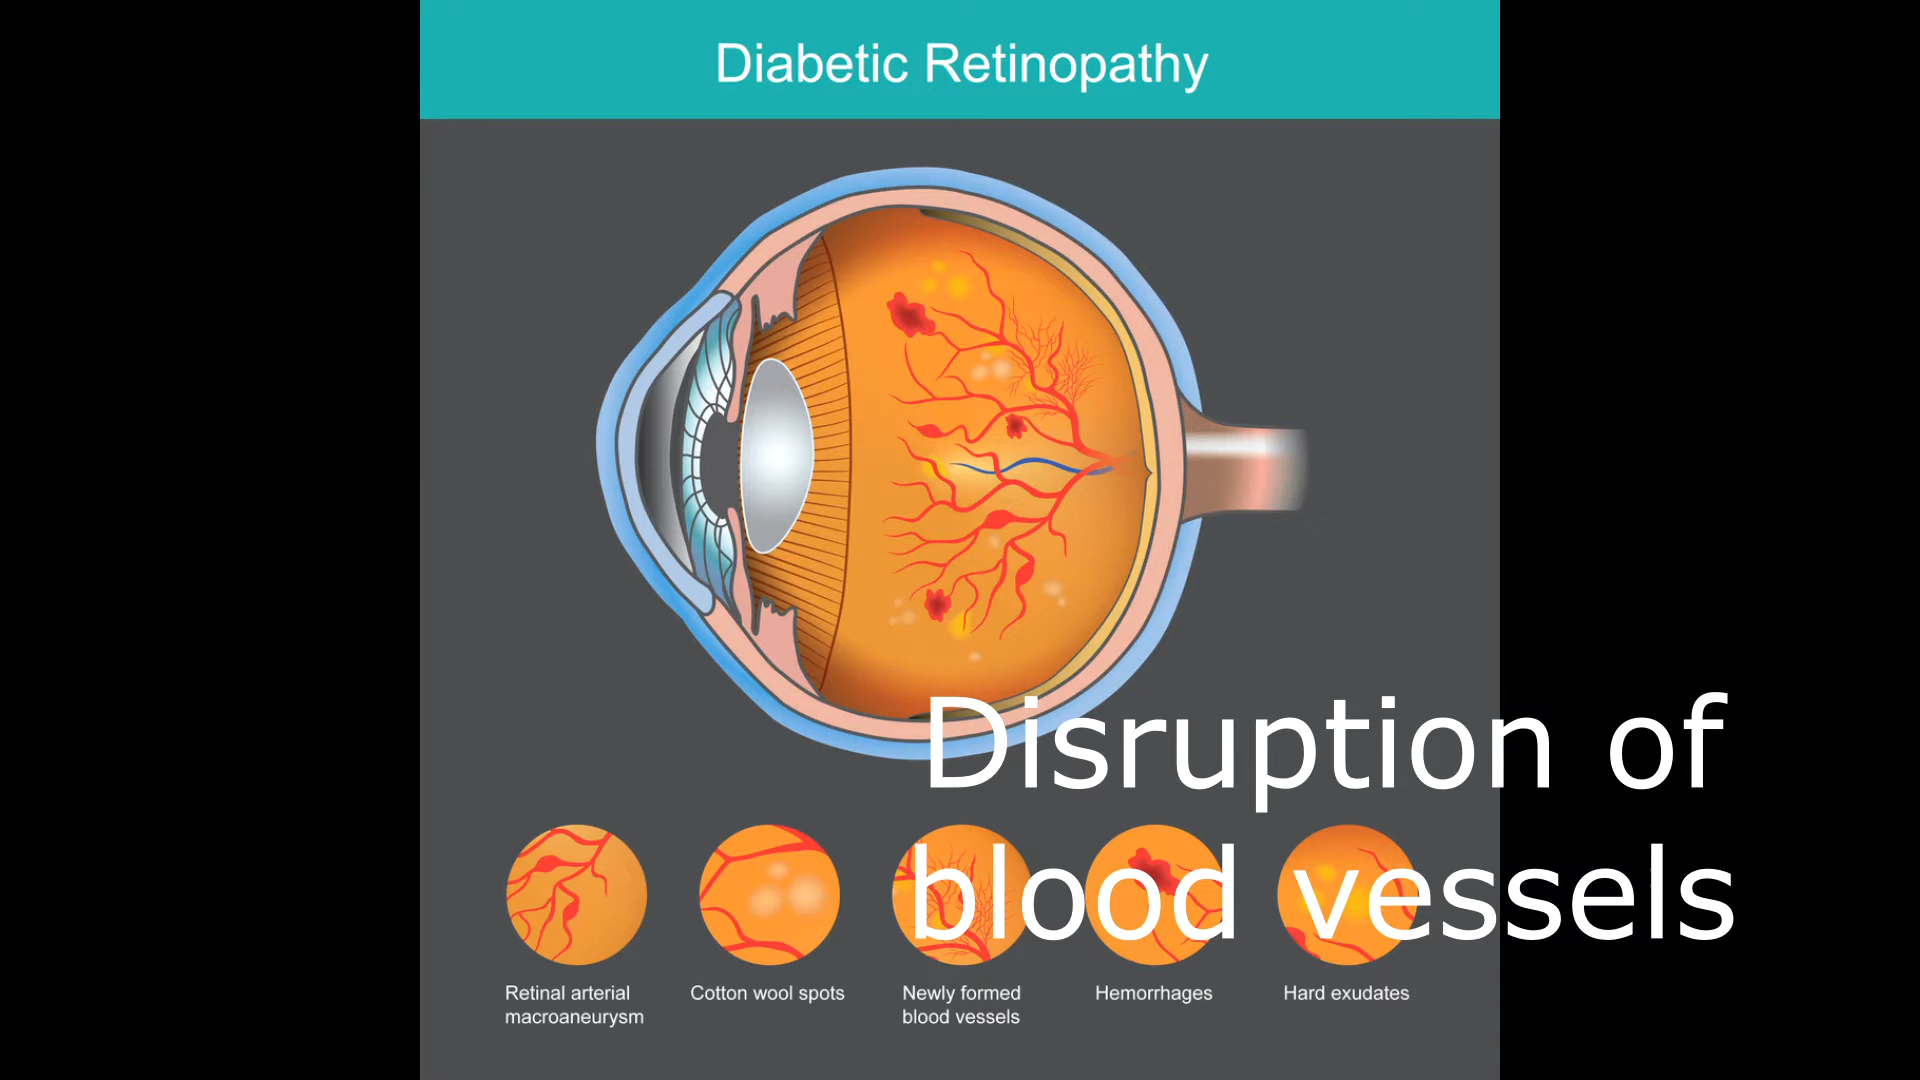 Diabetic Retinopathy
Disruption of
blood vessels
Retinal arterial
macroaneurysm
Cotton wool spots
Newly formed
blood vessels
Hemorrhages
Hard exudates